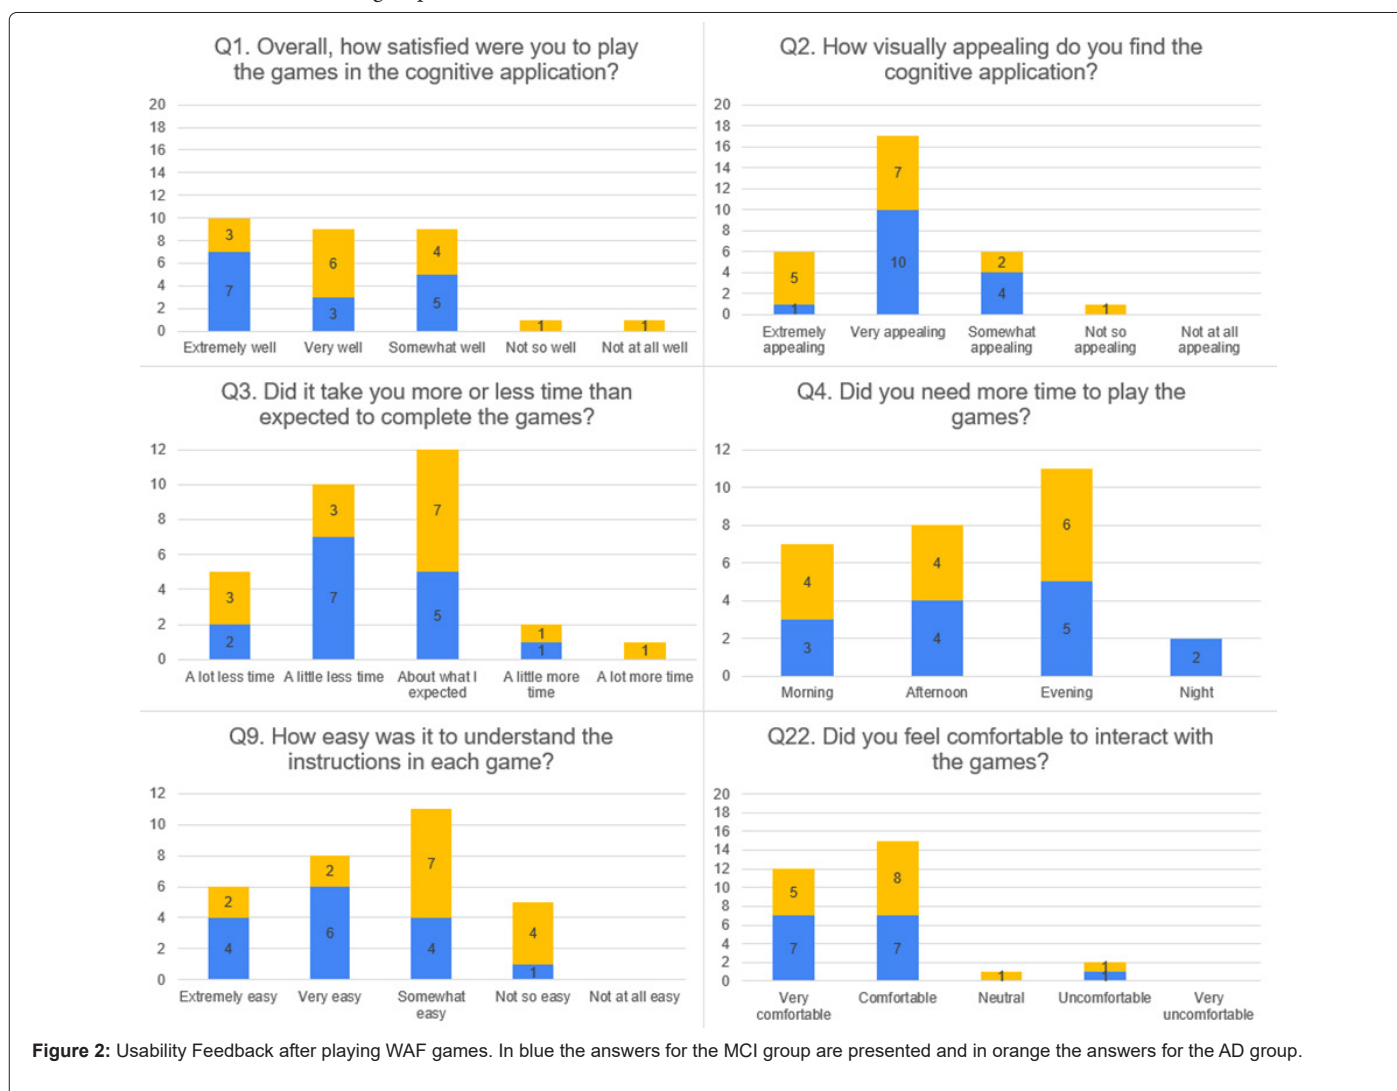 Q1. Overall, how satisfied were you to play
the games in the cognitive application?
20
18
16
14
12
10
8
6
4
2
0
3
7
6
3
4
5
1
1
Extremely well
Very well
Somewhat well
Not so well
Not at all well
Q2. How visually appealing do you find the
cognitive application?
20
18
16
14
12
10
8
6
4
2
0
5
1
7
10
2
4
1
Extremely
appealing
Very appealing
Somewhat
appealing
Not so
appealing
Not at all
appealing
Q3. Did it take you more or less time than
expected to complete the games?
12
10
8
6
4
2
0
3
2
3
7
7
5
1
1
1
A lot less time
A little less time
About what I
expected
A little more
time
A lot more time
Q4. Did you need more time to play the
games?
12
10
8
6
4
2
0
4
3
4
4
6
5
2
Morning
Afternoon
Evening
Night
Q9. How easy was it to understand the
instructions in each game?
12
10
8
6
4
2
0
2
4
2
6
7
4
4
1
Extremely easy
Very easy
Somewhat
easy
Not so easy
Not at all easy
Q22. Did you feel comfortable to interact with
the games?
20
18
16
14
12
10
8
6
4
2
0
5
7
8
7
1
1
1
Very
comfortable
Comfortable
Neutral
Uncomfortable
Very
uncomfortable
Figure 2: Usability Feedback after playing WAF games. In blue the answers for the MCI group are presented and in orange the answers for the AD group.